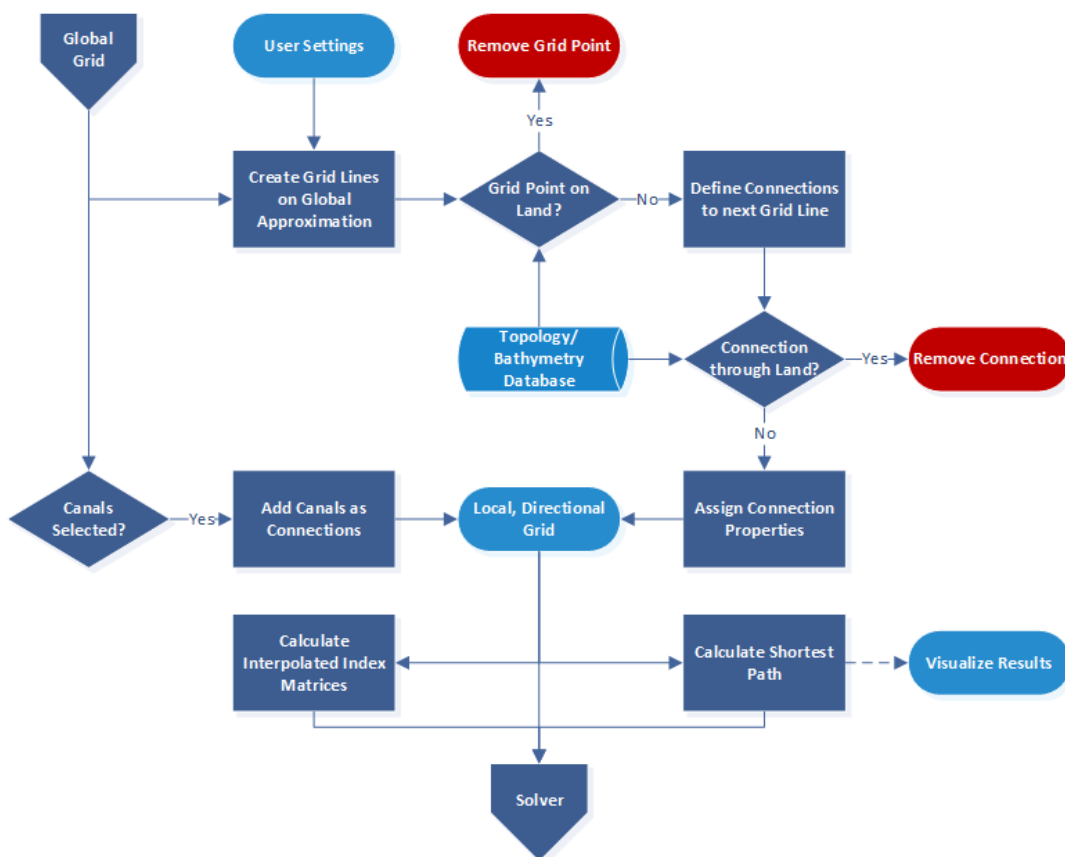 Global
Grid
User Settings
Remove Grid Point
Yes
Create Grid Lines
on Global
Approximation
Grid Point on
Land?
No
Define Connections
to next Grid Line
Topology/
Bathymetry
Database
Connection
through Land?
Yes
Remove Connection
No
Canals
Selected?
Yes
Add Canals as
Connections
Local, Directional
Grid
Assign Connection
Properties
Calculate
Interpolated Index
Matrices
Calculate Shortest
Path
Visualize Results
Solver